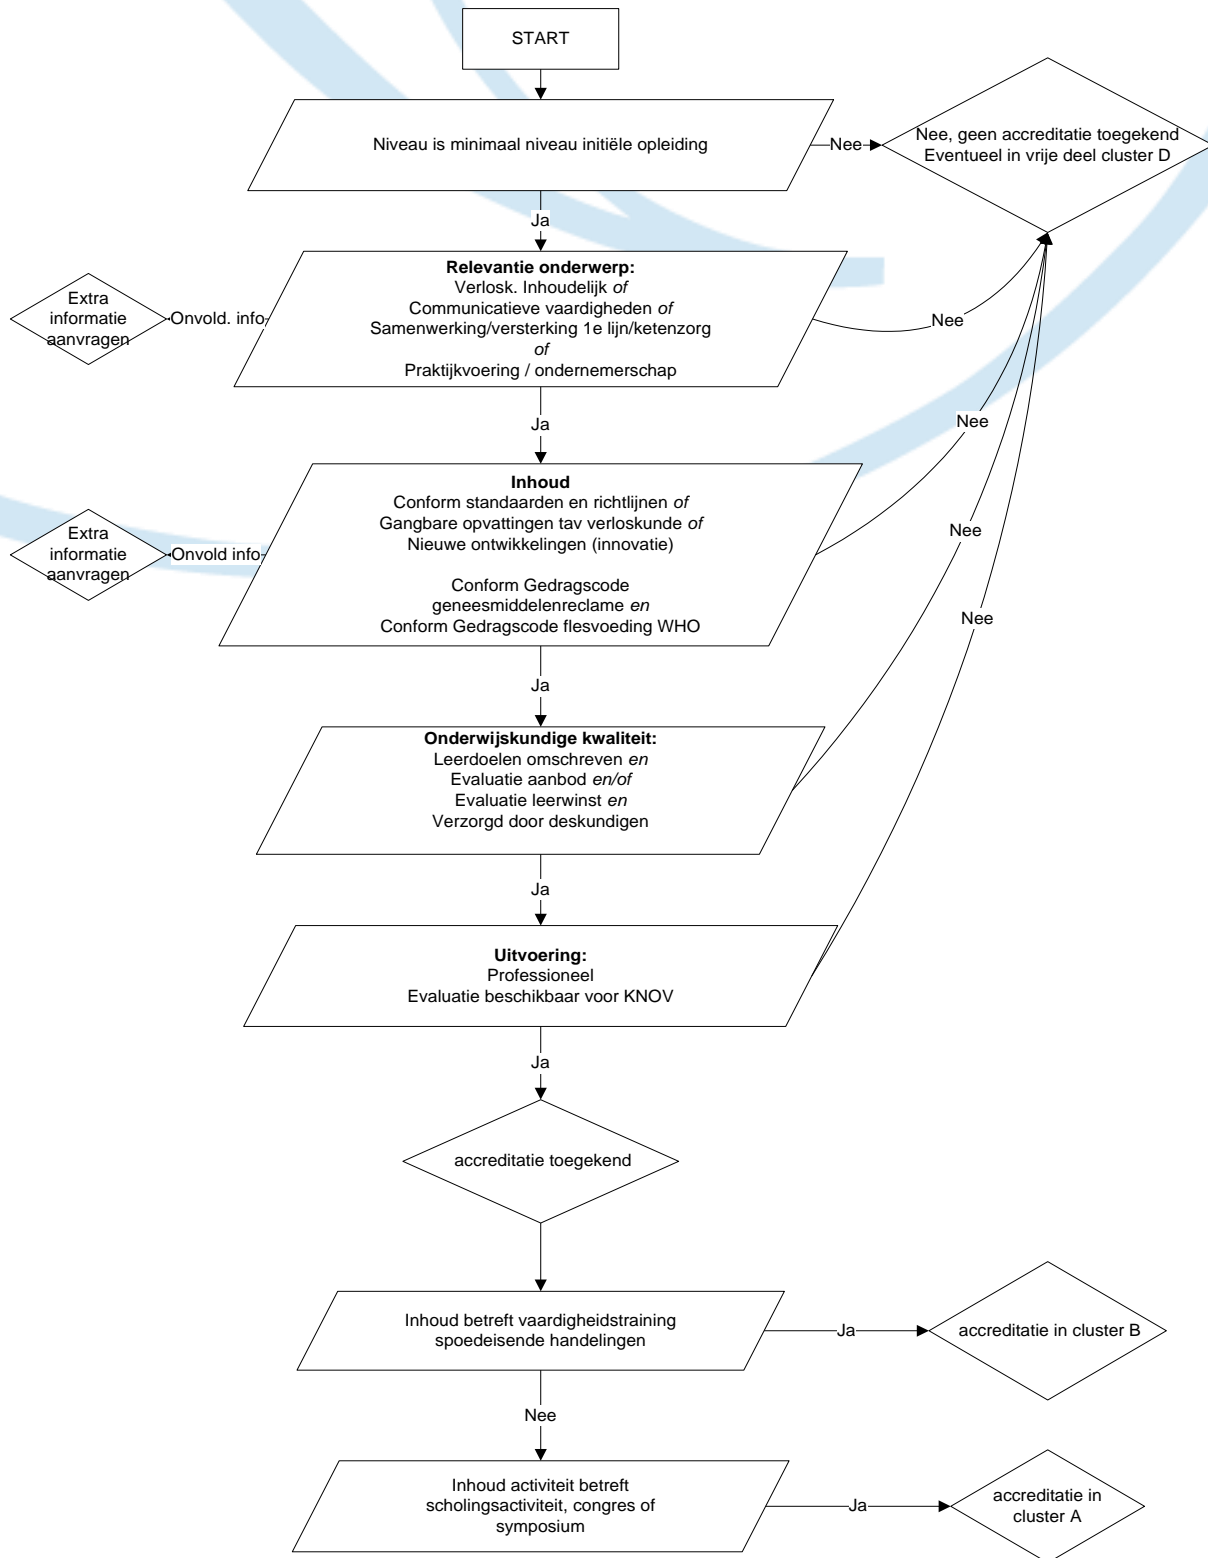 START
Niveau is minimaal niveau initiële opleiding
Nee
Nee, geen accreditatie toegekend
Eventueel in vrije deel cluster D
Ja
Relevantie onderwerp:
Verlosk. Inhoudelijk of
Communicatieve vaardigheden of
Samenwerking/versterking 1e lijn/ketenzorg
of
Praktijkvoering / ondernemerschap
Onvold. info
Extra
informatie
aanvragen
Nee
Ja
Inhoud
Conform standaarden en richtlijnen of
Gangbare opvattingen tav verloskunde of
Nieuwe ontwikkelingen (innovatie)
Conform Gedragscode
geneesmiddelenreclame en
Conform Gedragscode flesvoeding WHO
Onvold info
Extra
informatie
aanvragen
Nee
Ja
Onderwijskundige kwaliteit:
Leerdoelen omschreven en
Evaluatie aanbod en/of
Evaluatie leerwinst en
Verzorgd door deskundigen
Nee
Ja
Uitvoering:
Professioneel
Evaluatie beschikbaar voor KNOV
Nee
Ja
accreditatie toegekend
Inhoud betreft vaardigheidstraining
spoedeisende handelingen
Ja
accreditatie in cluster B
Nee
Inhoud activiteit betreft
scholingsactiviteit, congres of
symposium
Ja
accreditatie in
cluster A